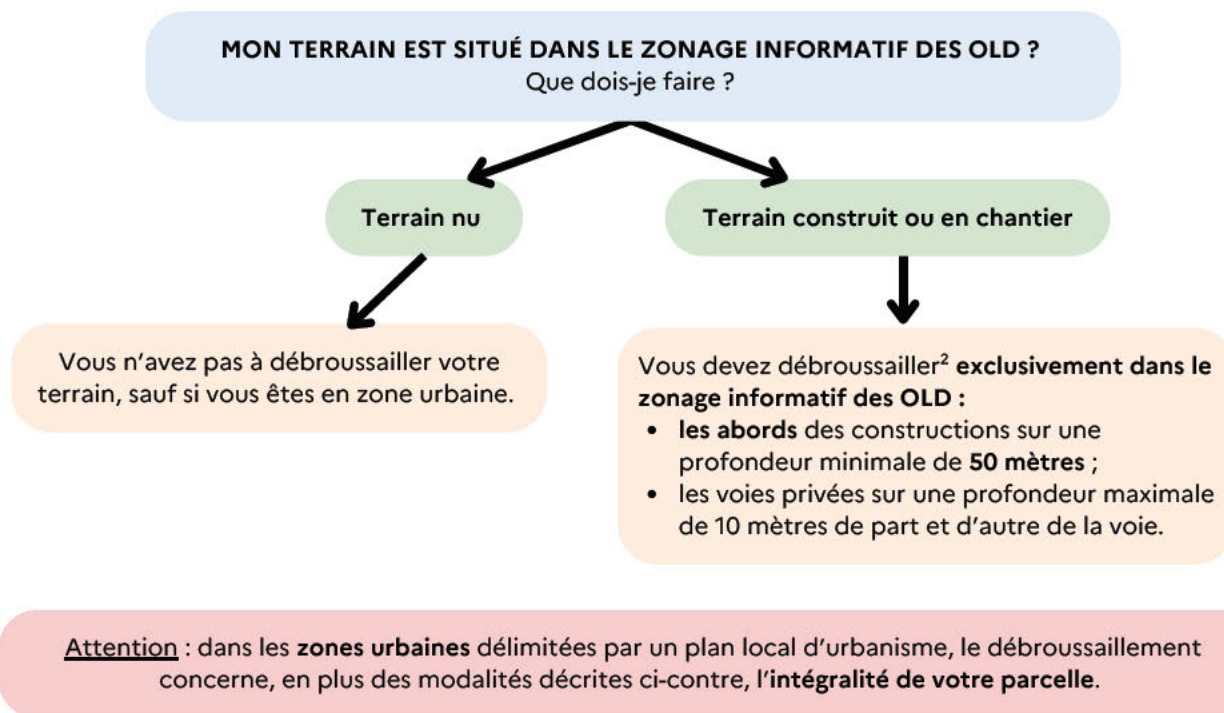 MON TERRAIN EST SITUÉ DANS LE ZONAGE INFORMATIF DES OLD ?
Que dois-je faire ?
Terrain nu
Terrain construit ou en chantier
Vous n'avez pas à débroussailler votre
terrain, sauf si vous êtes en zone urbaine.
Vous devez débroussailler² exclusivement dans le
zonage informatif des OLD :
• les abords des constructions sur une
profondeur minimale de 50 mètres ;
• les voies privées sur une profondeur maximale
de 10 mètres de part et d'autre de la voie.
Attention : dans les zones urbaines délimitées par un plan local d'urbanisme, le débroussaillement
concerne, en plus des modalités décrites ci-contre, l'intégralité de votre parcelle.